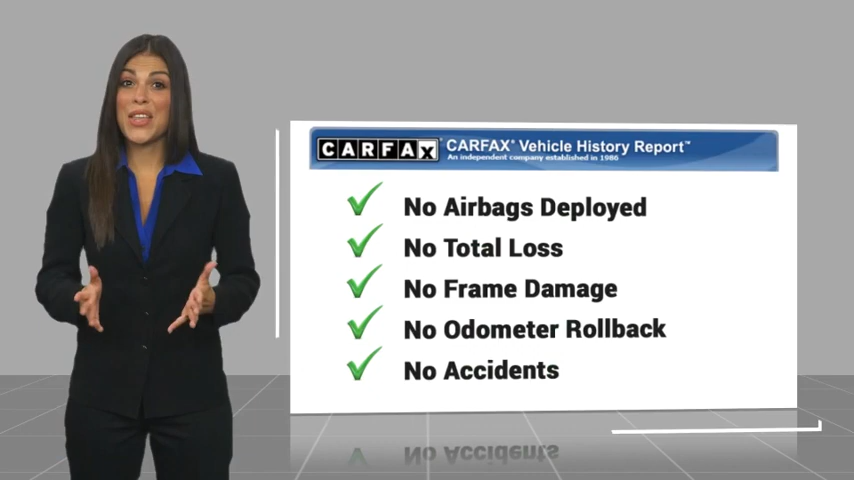 CARFAX CARFAX® Vehicle History Report™
An independent company established in 1986
No Airbags Deployed
No Total Loss
No Frame Damage
No Odometer Rollback
No Accidents
No Accidents